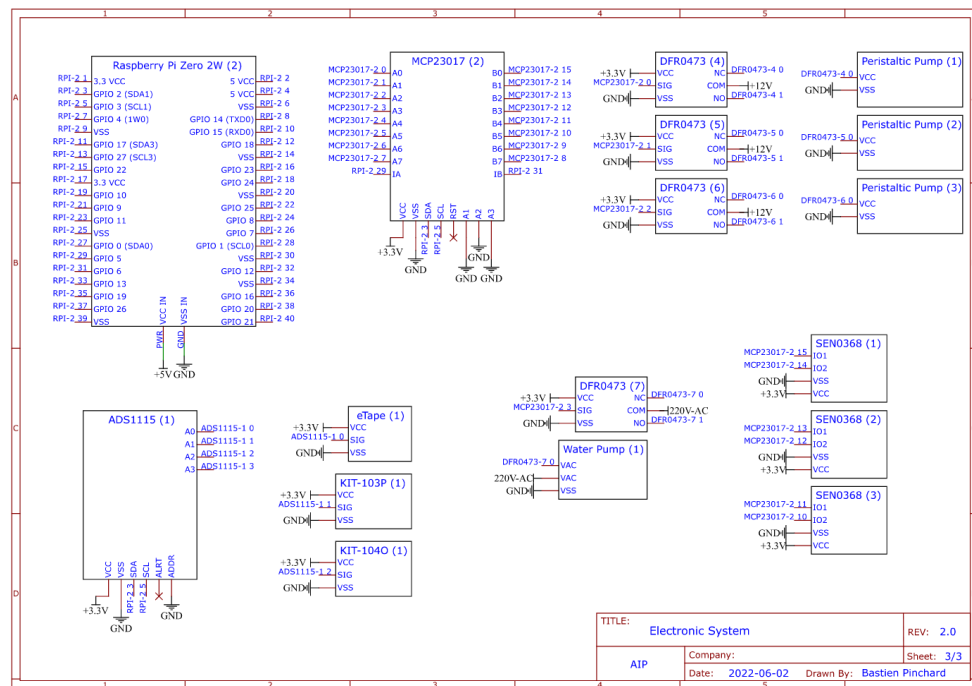 1 2 3 4 5
A
B
C
D
Raspberry Pi Zero 2W (2)
RPI-2 1 3.3 VCC 5 VCC RPI-2 2
RPI-2 3 GPIO 2 (SDA1) 5 VCC RPI-2 4
RPI-2 5 GPIO 3 (SCL1) VSS RPI-2 6
RPI-2 7 GPIO 4 (1W0) GPIO 14 (TXD0) RPI-2 8
RPI-2 9 VSS GPIO 15 (RXD0) RPI-2 10
RPI-2 11 GPIO 17 (SDA3) GPIO 18 RPI-2 12
RPI-2 13 GPIO 27 (SCL3) VSS RPI-2 14
RPI-2 15 GPIO 22 GPIO 23 RPI-2 16
RPI-2 17 3.3 VCC GPIO 24 RPI-2 18
RPI-2 19 GPIO 10 VSS RPI-2 20
RPI-2 21 GPIO 9 GPIO 25 RPI-2 22
RPI-2 23 GPIO 11 GPIO 8 RPI-2 24
RPI-2 25 VSS GPIO 7 RPI-2 26
RPI-2 27 GPIO 0 (SDA0) GPIO 1 (SCL0) RPI-2 28
RPI-2 29 GPIO 5 VSS RPI-2 30
RPI-2 31 GPIO 6 GPIO 12 RPI-2 32
RPI-2 33 GPIO 13 VSS RPI-2 34
RPI-2 35 GPIO 19 GPIO 16 RPI-2 36
RPI-2 37 GPIO 26 GPIO 20 RPI-2 38
RPI-2 39 VSS GPIO 21 RPI-2 40
VCC IN VSS IN
PWR GND
+5V GND
MCP23017 (2)
MCP23017-2 0 A0 B0 MCP23017-2 15
MCP23017-2 1 A1 B1 MCP23017-2 14
MCP23017-2 2 A2 B2 MCP23017-2 13
MCP23017-2 3 A3 B3 MCP23017-2 12
MCP23017-2 4 A4 B4 MCP23017-2 11
MCP23017-2 5 A5 B5 MCP23017-2 10
MCP23017-2 6 A6 B6 MCP23017-2 9
MCP23017-2 7 A7 B7 MCP23017-2 8
RPI-2 29 IA IB RPI-2 31
VCC VSS SDA SCL RST A1 A2 A3
RPI-2 3 RPI-2 5
+3.3V GND GND GND GND
DFR0473 (4)
+3.3V VCC NC DFR0473-4 0
MCP23017-2 0 SIG COM +12V
GND VSS NO DFR0473-4 1
DFR0473 (5)
+3.3V VCC NC DFR0473-5 0
MCP23017-2 1 SIG COM +12V
GND VSS NO DFR0473-5 1
DFR0473 (6)
+3.3V VCC NC DFR0473-6 0
MCP23017-2 2 SIG COM +12V
GND VSS NO DFR0473-6 1
Peristaltic Pump (1)
DFR0473-4 0 VCC
GND VSS
Peristaltic Pump (2)
DFR0473-5 0 VCC
GND VSS
Peristaltic Pump (3)
DFR0473-6 0 VCC
GND VSS
ADS1115 (1)
A0 ADS1115-1 0
A1 ADS1115-1 1
A2 ADS1115-1 2
A3 ADS1115-1 3
VCC VSS SDA SCL ALRT ADDR
RPI-2 3 RPI-2 5
+3.3V GND GND
eTape (1)
+3.3V VCC
ADS1115-1 0 SIG
GND VSS
KIT-103P (1)
+3.3V VCC
ADS1115-1 1 SIG
GND VSS
KIT-104O (1)
+3.3V VCC
ADS1115-1 2 SIG
GND VSS
DFR0473 (7)
+3.3V VCC NC DFR0473-7 0
MCP23017-2 3 SIG COM 220V-AC
GND VSS NO DFR0473-7 1
Water Pump (1)
DFR0473-7 0 VAC
220V-AC VAC
GND VSS
SEN0368 (1)
MCP23017-2 15 IO1
MCP23017-2 14 IO2
GND VSS
+3.3V VCC
SEN0368 (2)
MCP23017-2 13 IO1
MCP23017-2 12 IO2
GND VSS
+3.3V VCC
SEN0368 (3)
MCP23017-2 11 IO1
MCP23017-2 10 IO2
GND VSS
+3.3V VCC
TITLE:
Electronic System
REV: 2.0
AIP
Company:
Sheet: 3/3
Date: 2022-06-02 Drawn By: Bastien Pinchard
1 2 3 4 5